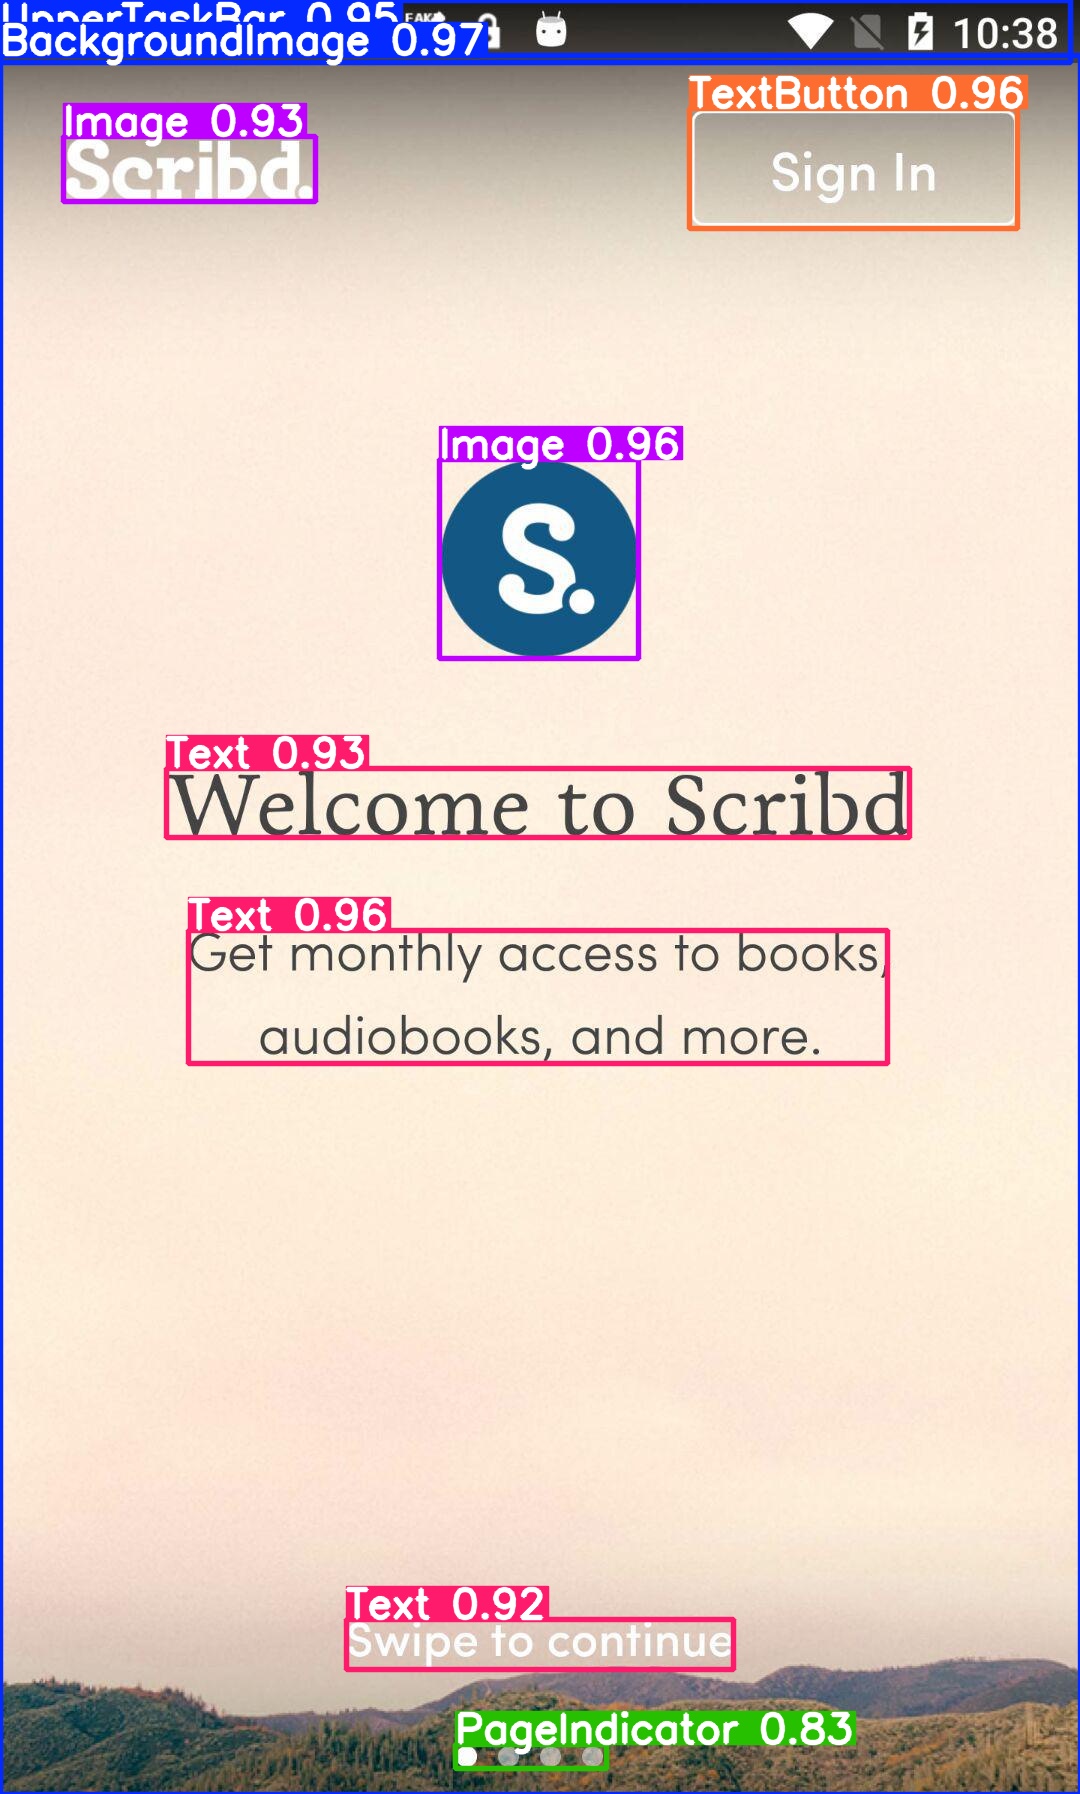 UpperTaskBar 0.95
BackgroundImage 0.97
10:38
Image 0.93
Scribd.
TextButton 0.96
Sign In
Image 0.96
S.
Text 0.93
Welcome to Scribd
Text 0.96
Get monthly access to books,
audiobooks, and more.
Text 0.92
Swipe to continue
PageIndicator 0.83